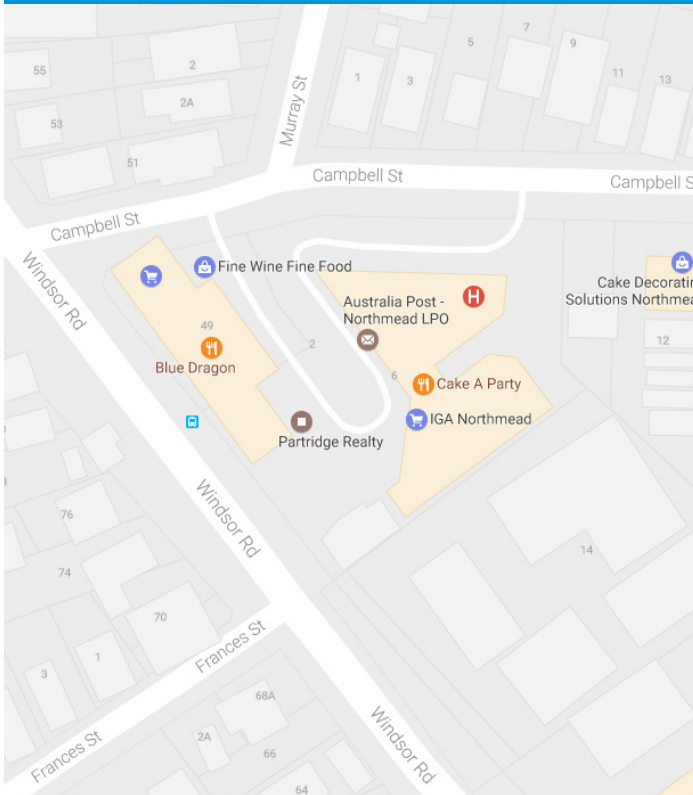 55
2
1
3
5
7
9
11
13
2A
53
51
Murray St
Campbell St
Campbell S
Campbell St
Windsor Rd
Fine Wine Fine Food
H
Cake Decoratin
Solutions Northmea
Australia Post -
Northmead LPO
49
2
12
Blue Dragon
6
Cake A Party
IGA Northmead
Partridge Realty
Windsor Rd
76
74
14
70
Frances St
1
3
68A
2A
66
Windsor Rd
Frances St
64